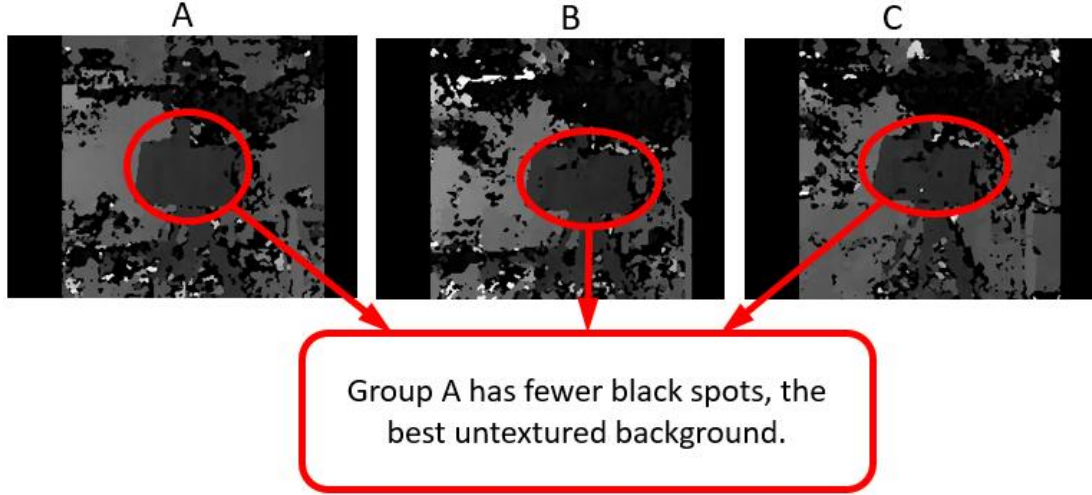 A
B
C
Group A has fewer black spots, the
best untextured background.